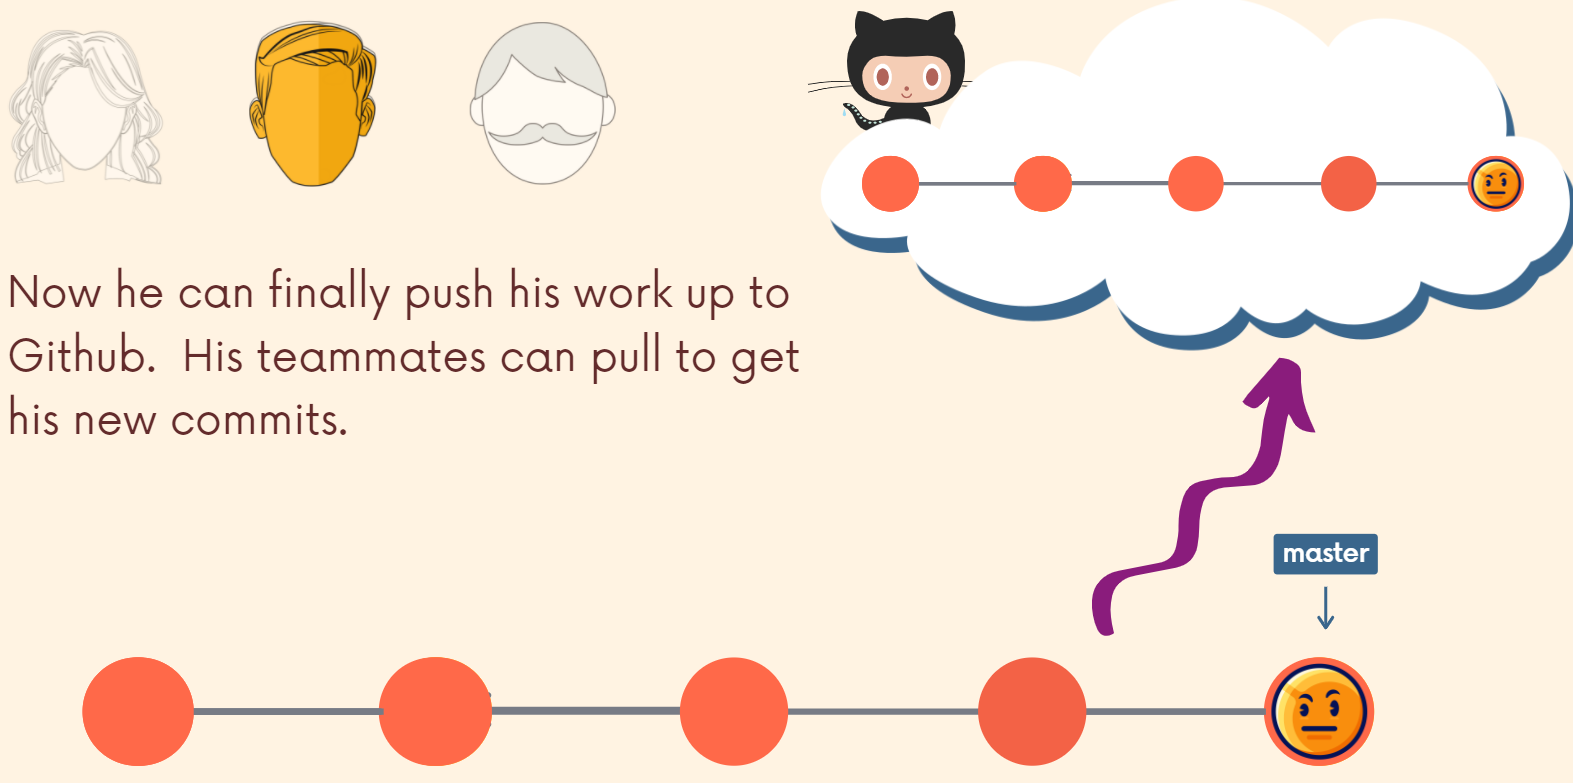 Now he can finally push his work up to
Github.  His teammates can pull to get
his new commits.
master